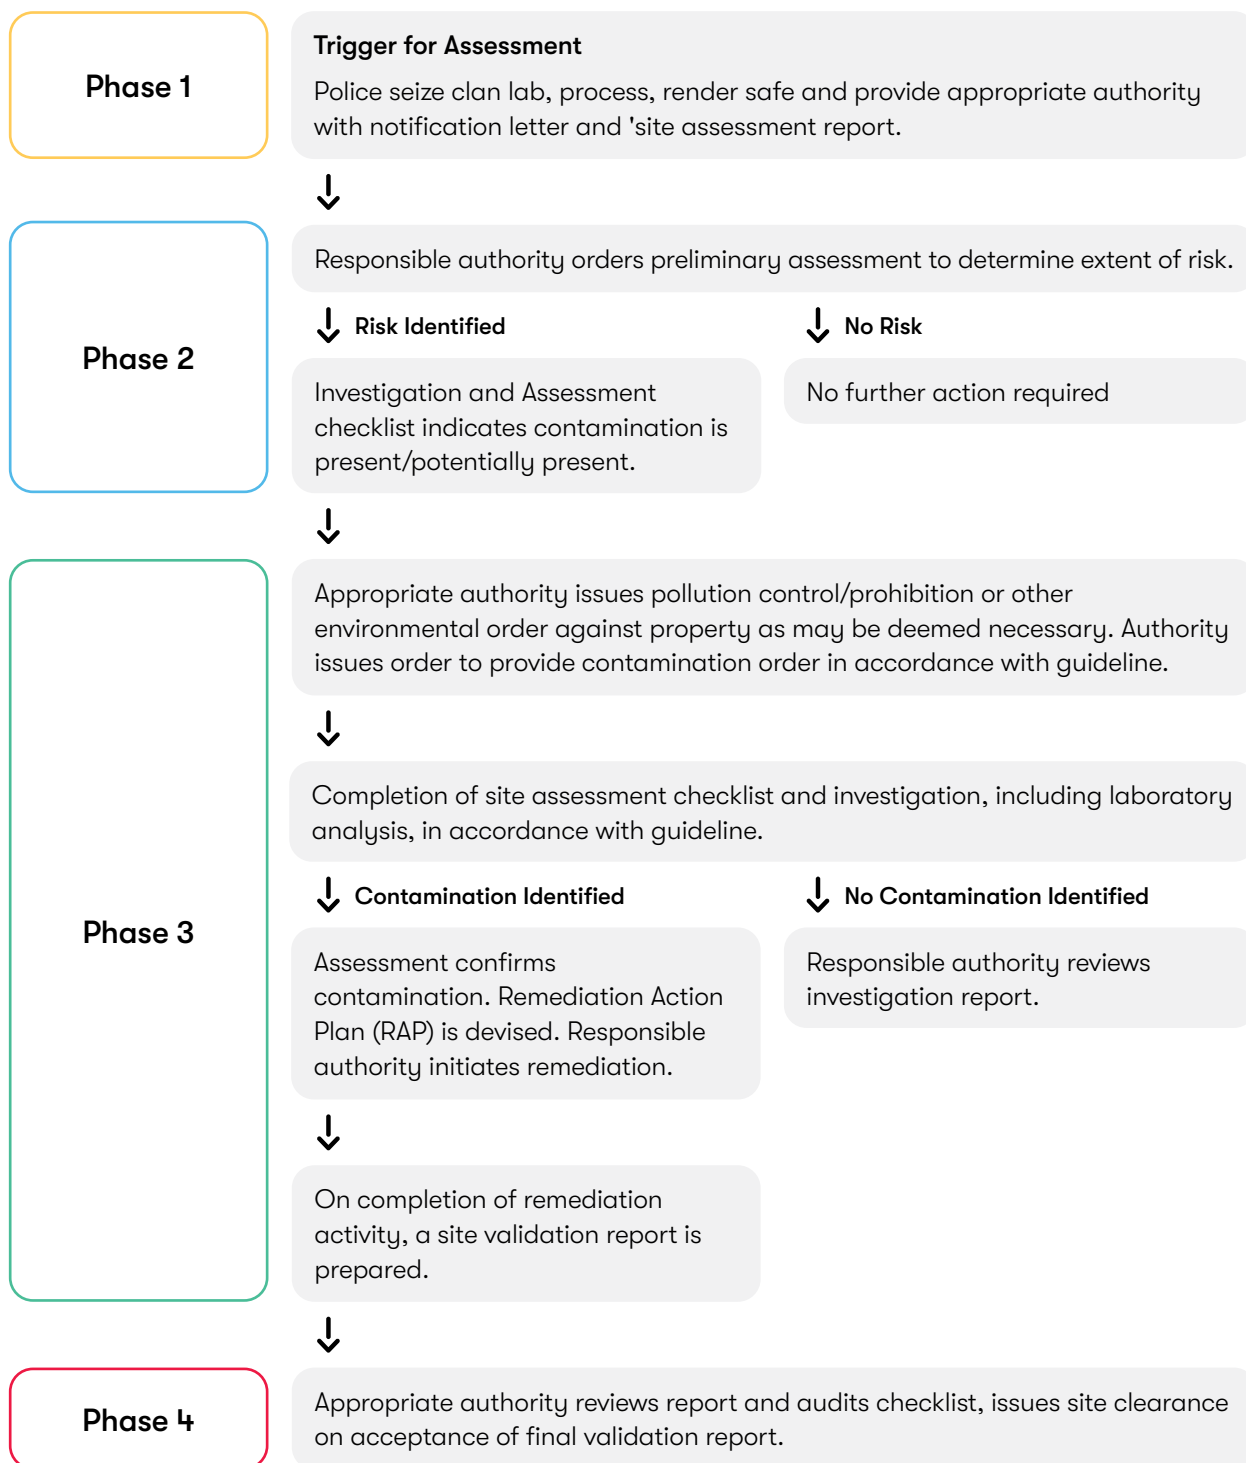 Phase 1
Trigger for Assessment
Police seize clan lab, process, render safe and provide appropriate authority
with notification letter and 'site assessment report.
Phase 2
Responsible authority orders preliminary assessment to determine extent of risk.
Risk Identified
Investigation and Assessment
checklist indicates contamination is
present/potentially present.
No Risk
No further action required
Phase 3
Appropriate authority issues pollution control/prohibition or other
environmental order against property as may be deemed necessary. Authority
issues order to provide contamination order in accordance with guideline.
Completion of site assessment checklist and investigation, including laboratory
analysis, in accordance with guideline.
Contamination Identified
Assessment confirms
contamination. Remediation Action
Plan (RAP) is devised. Responsible
authority initiates remediation.
No Contamination Identified
Responsible authority reviews
investigation report.
On completion of remediation
activity, a site validation report is
prepared.
Phase 4
Appropriate authority reviews report and audits checklist, issues site clearance
on acceptance of final validation report.